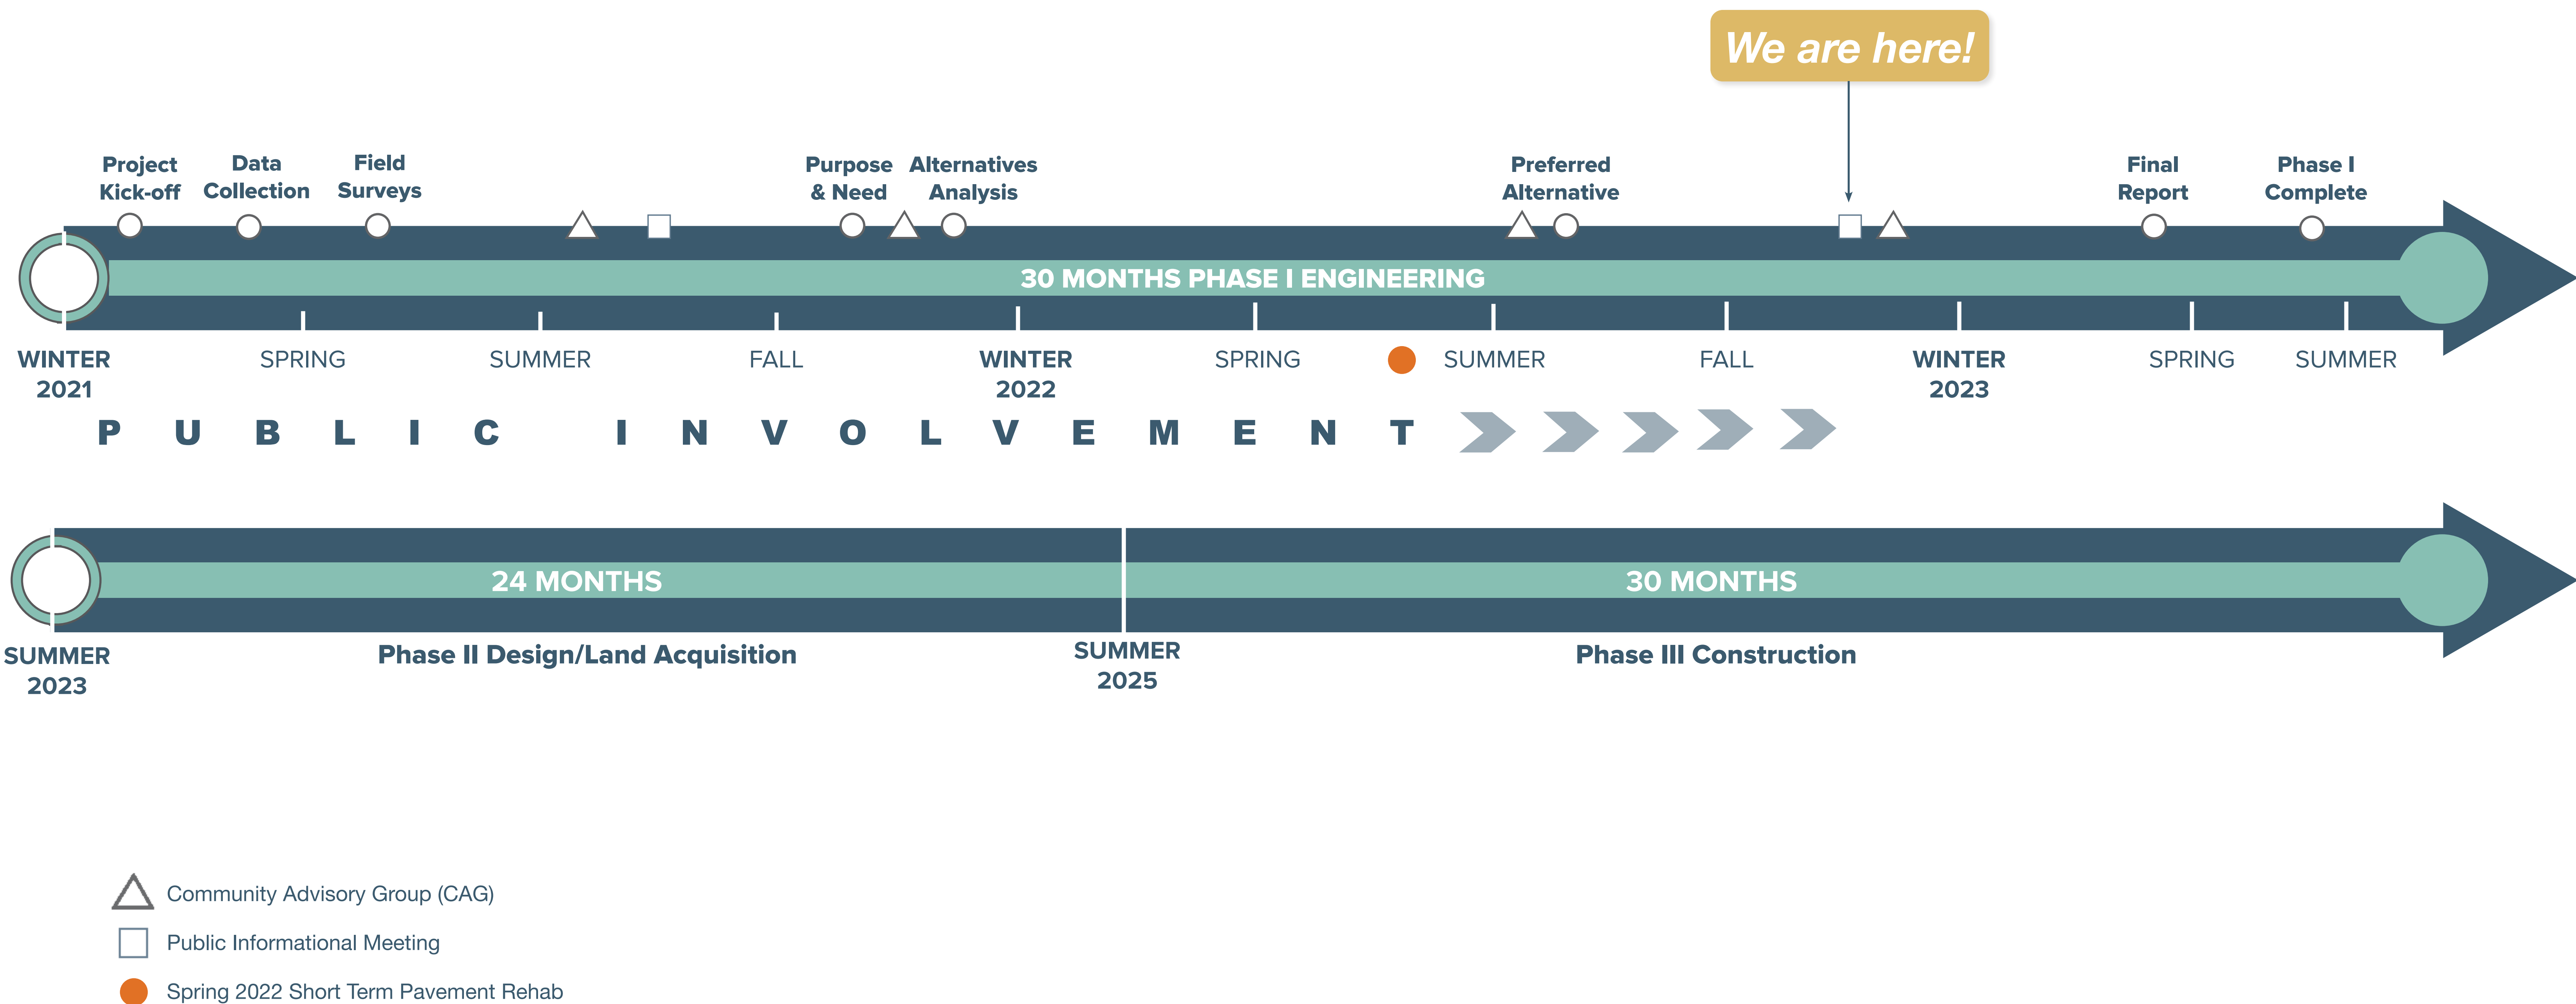 We are here!
Project
Kick-off
Data
Collection
Field
Surveys
Purpose
& Need
Alternatives
Analysis
Preferred
Alternative
Final
Report
Phase I
Complete
30 MONTHS PHASE I ENGINEERING
WINTER
2021
SPRING
SUMMER
FALL
WINTER
2022
SPRING
SUMMER
FALL
WINTER
2023
SPRING
SUMMER
PUBLIC INVOLVEMENT
24 MONTHS
30 MONTHS
SUMMER
2023
Phase II Design/Land Acquisition
SUMMER
2025
Phase III Construction
Community Advisory Group (CAG)
Public Informational Meeting
Spring 2022 Short Term Pavement Rehab